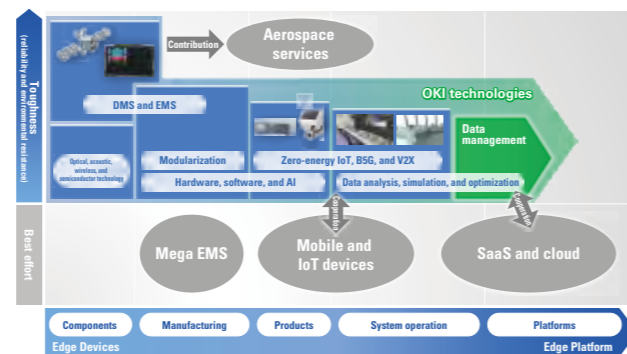 Toughness
(reliability and environmental resistance)
Contribution
Aerospace
services
OKI technologies
DMS and EMS
Data
management
Optical, acoustic,
wireless, and
semiconductor technology
Modularization
Zero-energy IoT, B5G, and V2X
Hardware, software, and AI
Data analysis, simulation, and optimization
Cooperation
Cooperation
Best effort
Mega EMS
Mobile and
IoT devices
SaaS and cloud
Components
Manufacturing
Products
System operation
Platforms
Edge Devices
Edge Platform